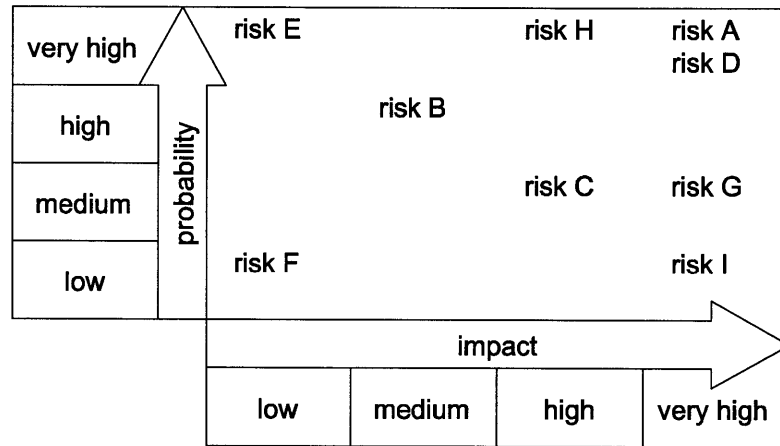 very high
risk E
risk H
risk A
risk D
high
risk B
probability
medium
risk C
risk G
low
risk F
risk I
impact
low
medium
high
very high